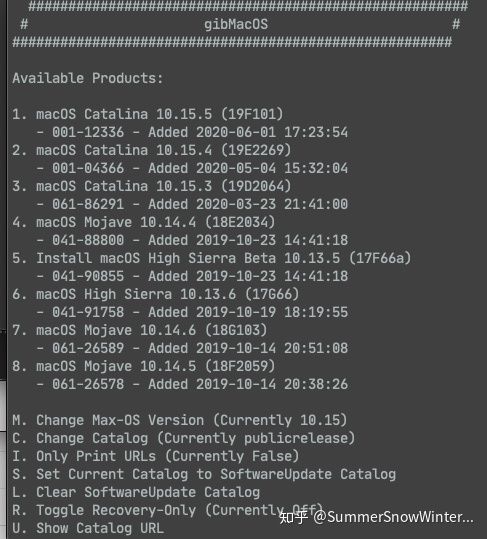 #######################################################
# gibMacOS #
#######################################################
Available Products:
1. macOS Catalina 10.15.5 (19F101)
- 001-12336 - Added 2020-06-01 17:23:54
2. macOS Catalina 10.15.4 (19E2269)
- 001-04366 - Added 2020-05-04 15:32:04
3. macOS Catalina 10.15.3 (19D2064)
- 061-86291 - Added 2020-03-23 21:41:00
4. macOS Mojave 10.14.4 (18E2034)
- 041-88800 - Added 2019-10-23 14:41:18
5. Install macOS High Sierra Beta 10.13.5 (17F66a)
- 041-90855 - Added 2019-10-23 14:41:18
6. macOS High Sierra 10.13.6 (17G66)
- 041-91758 - Added 2019-10-19 18:19:55
7. macOS Mojave 10.14.6 (18G103)
- 061-26589 - Added 2019-10-14 20:51:08
8. macOS Mojave 10.14.5 (18F2059)
- 061-26578 - Added 2019-10-14 20:38:26
M. Change Max-OS Version (Currently 10.15)
C. Change Catalog (Currently publicrelease)
I. Only Print URLs (Currently False)
S. Set Current Catalog to SoftwareUpdate Catalog
L. Clear SoftwareUpdate Catalog
R. Toggle Recovery-Only (Currently Off)
知乎 @SummerSnowWinter...
U. Show Catalog URL